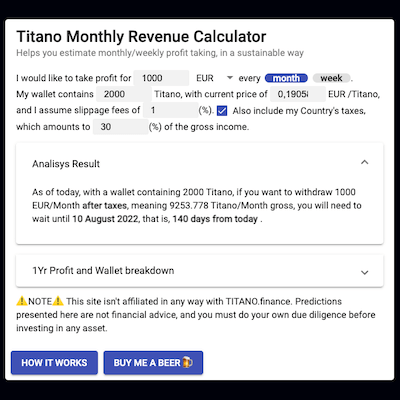 Titano Monthly Revenue Calculator
Helps you estimate monthly/weekly profit taking, in a sustainable way
I would like to take profit for 1000 EUR every month week
My wallet contains 2000 Titano, with current price of 0,1905 EUR /Titano,
and I assume slippage fees of 1 (%). Also include my Country's taxes,
which amounts to 30 (%) of the gross income.
Analisys Result
As of today, with a wallet containing 2000 Titano, if you want to withdraw 1000
EUR/Month after taxes, meaning 9253.778 Titano/Month gross, you will need to
wait until 10 August 2022, that is, 140 days from today .
1Yr Profit and Wallet breakdown
⚠️NOTE⚠️ This site isn't affiliated in any way with TITANO.finance. Predictions
presented here are not financial advice, and you must do your own due diligence before
investing in any asset.
HOW IT WORKS BUY ME A BEER🍺